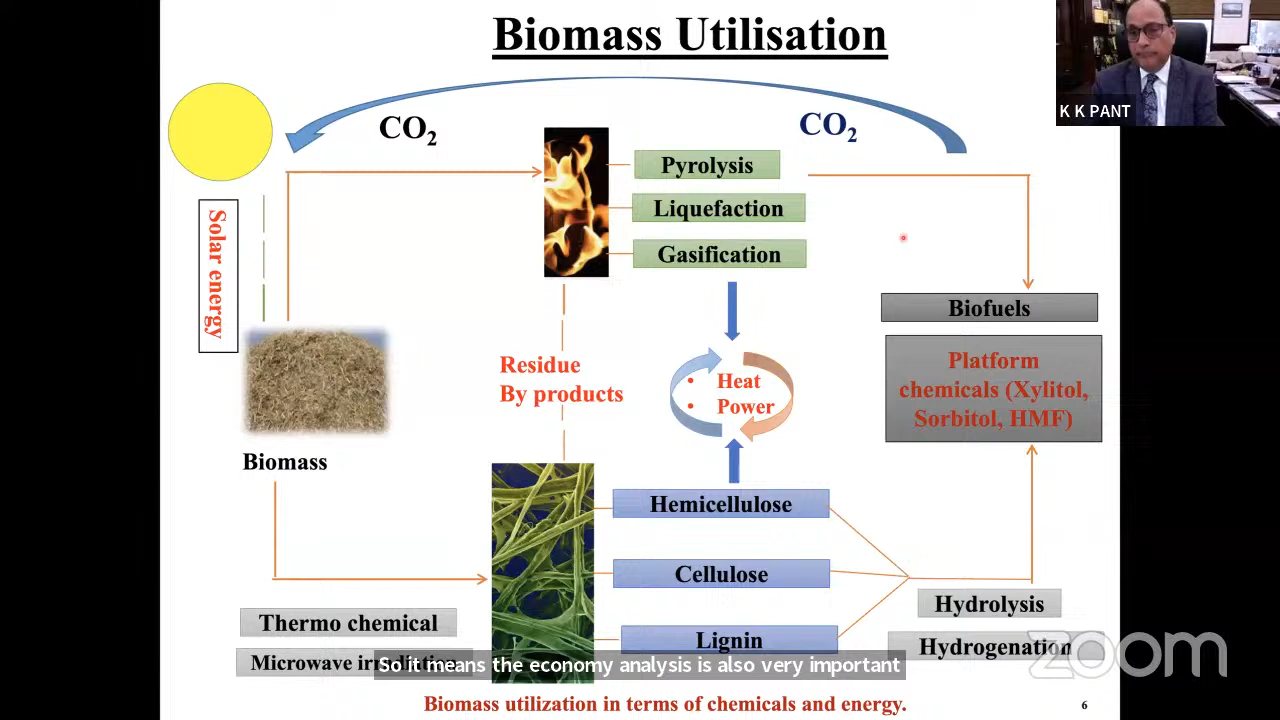 Biomass Utilisation
K K PANT
CO2
CO2
Solar energy
Pyrolysis
Liquefaction
Gasification
Biofuels
Platform
chemicals (Xylitol,
Sorbitol, HMF)
Residue
By products
• Heat
• Power
Biomass
Hemicellulose
Cellulose
Lignin
Hydrolysis
Hydrogenation
Thermo chemical
Microwave irradiation
So it means the economy analysis is also very important
zoom
Biomass utilization in terms of chemicals and energy.
6